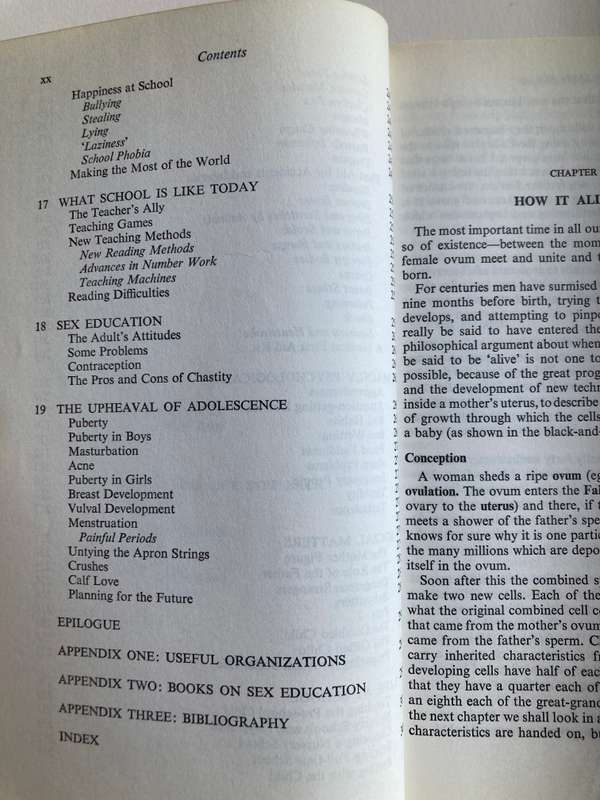 xx
Contents
Happiness at School
Bullying
Stealing
Lying
'Laziness'
School Phobia
Making the Most of the World
17 WHAT SCHOOL IS LIKE TODAY
The Teacher's Ally
Teaching Games
New Teaching Methods
New Reading Methods
Advances in Number Work
Teaching Machines
Reading Difficulties
18 SEX EDUCATION
The Adult's Attitudes
Some Problems
Contraception
The Pros and Cons of Chastity
19 THE UPHEAVAL OF ADOLESCENCE
Puberty
Puberty in Boys
Masturbation
Acne
Puberty in Girls
Breast Development
Vulval Development
Menstruation
Painful Periods
Untying the Apron Strings
Crushes
Calf Love
Planning for the Future
EPILOGUE
APPENDIX ONE: USEFUL ORGANIZATIONS
APPENDIX TWO: BOOKS ON SEX EDUCATION
APPENDIX THREE: BIBLIOGRAPHY
INDEX
CHAPTER
HOW IT ALL
The most important time in all ou
so of existence—between the mom
female ovum meet and unite and t
born.
For centuries men have surmised
nine months before birth, trying t
develops, and attempting to pinpo
really be said to have entered the
philosophical argument about when
be said to be 'alive' is not one to
possible, because of the great prog
and the development of new techn
inside a mother's uterus, to describe
of growth through which the cells
a baby (as shown in the black-and-
Conception
A woman sheds a ripe ovum (eg
ovulation. The ovum enters the Fal
ovary to the uterus) and there, if t
meets a shower of the father's spe
knows for sure why it is one partic
the many millions which are depo
itself in the ovum.
Soon after this the combined s
make two new cells. Each of the
what the original combined cell co
that came from the mother's ovum
came from the father's sperm. C
carry inherited characteristics f
developing cells have half of eac
that they have a quarter each of
an eighth each of the great-grand
the next chapter we shall look in a
characteristics are handed on, b